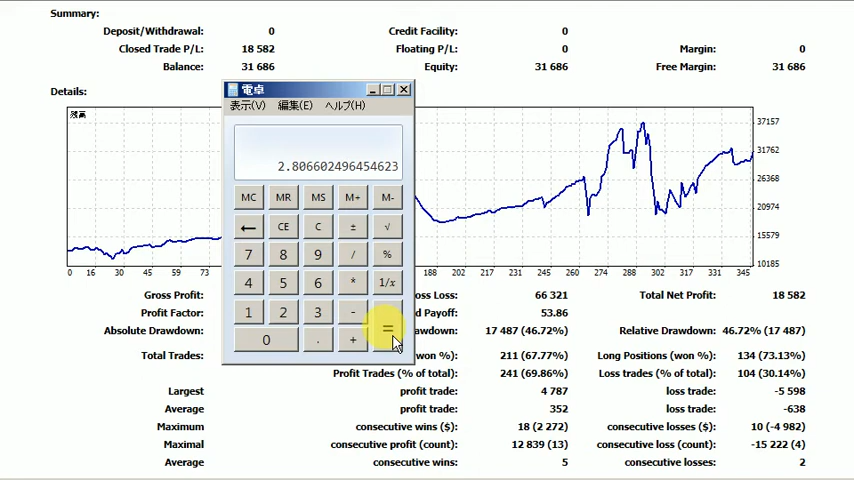 Summary:
Deposit/Withdrawal: 0 Credit Facility: 0
Closed Trade P/L: 18 582 Floating P/L: 0 Margin: 0
Balance: 31 686 Equity: 31 686 Free Margin: 31 686
Details:
電卓
表示(V) 編集(E) ヘルプ(H)
残高
37157
31762
26368
20974
15579
10185
2.806602496454623
MC MR MS M+ M-
← CE C ± √
7 8 9 / %
4 5 6 * 1/x
1 2 3 - =
0 . +
0 16 30 45 59 73 188 202 217 231 245 260 274 288 302 317 331 345
Gross Profit: oss Loss: 66 321 Total Net Profit: 18 582
Profit Factor: Payoff: 53.86
Absolute Drawdown: wdown: 17 487 (46.72%) Relative Drawdown: 46.72% (17 487)
Total Trades: won %): 211 (67.77%) Long Positions (won %): 134 (73.13%)
Profit Trades (% of total): 241 (69.86%) Loss trades (% of total): 104 (30.14%)
Largest profit trade: 4 787 loss trade: -5 598
Average profit trade: 352 loss trade: -638
Maximum consecutive wins ($): 18 (2 272) consecutive losses ($): 10 (-4 982)
Maximal consecutive profit (count): 12 839 (13) consecutive loss (count): -15 222 (4)
Average consecutive wins: 5 consecutive losses: 2